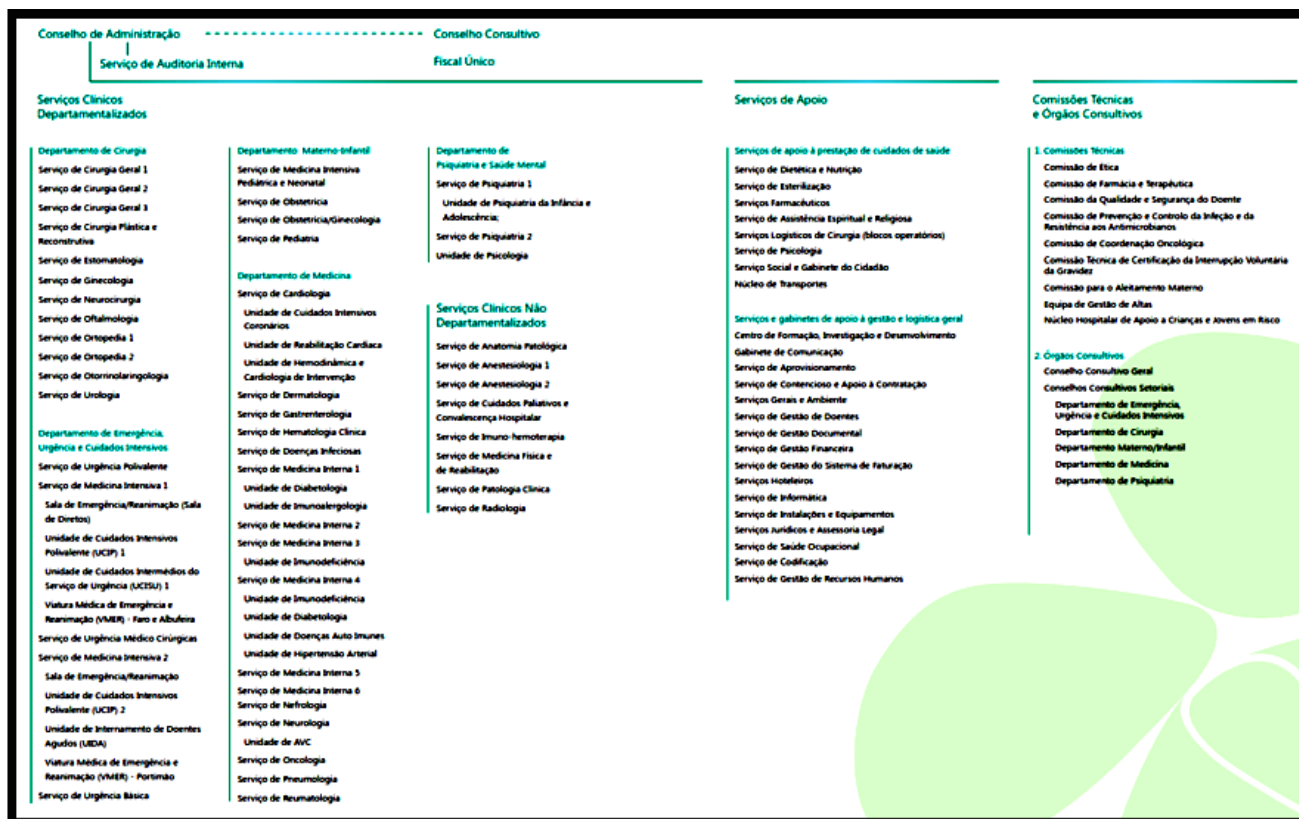 Conselho de Administração
Conselho Consultivo
Serviço de Auditoria Interna
Fiscal Único
Serviços Clínicos
Departamentalizados
Departamento de Cirurgia
Serviço de Cirurgia Geral 1
Serviço de Cirurgia Geral 2
Serviço de Cirurgia Geral 3
Serviço de Cirurgia Plástica e
Reconstrutiva
Serviço de Estomatologia
Serviço de Ginecologia
Serviço de Neurocirurgia
Serviço de Oftalmologia
Serviço de Ortopedia 1
Serviço de Ortopedia 2
Serviço de Otorrinolaringologia
Serviço de Urologia
Departamento de Emergência,
Urgência e Cuidados Intensivos
Serviço de Urgência Polivalente
Serviço de Medicina Intensiva 1
Sala de Emergência/Reanimação (Sala
de Diretos)
Unidade de Cuidados Intensivos
Polivalente (UCIP) 1
Unidade de Cuidados Intermédios do
Serviço de Urgência (UCISU) 1
Viatura Médica de Emergência e
Reanimação (VMER) - Faro e Albufeira
Serviço de Urgência Médico Cirúrgicas
Serviço de Medicina Intensiva 2
Sala de Emergência/Reanimação
Unidade de Cuidados Intensivos
Polivalente (UCIP) 2
Unidade de Internamento de Doentes
Agudos (UIDA)
Viatura Médica de Emergência e
Reanimação (VMER) - Portimão
Serviço de Urgência Básica
Departamento Materno-Infantil
Serviço de Medicina Intensiva
Pediátrica e Neonatal
Serviço de Obstetrícia
Serviço de Obstetrícia/Ginecologia
Serviço de Pediatria
Departamento de Medicina
Serviço de Cardiologia
Unidade de Cuidados Intensivos
Coronários
Unidade de Reabilitação Cardíaca
Unidade de Hemodinâmica e
Cardiologia de Intervenção
Serviço de Dermatologia
Serviço de Gastrenterologia
Serviço de Hematologia Clínica
Serviço de Doenças Infeciosas
Serviço de Medicina Interna 1
Unidade de Diabetologia
Unidade de Imunoalergologia
Serviço de Medicina Interna 2
Serviço de Medicina Interna 3
Unidade de Imunodeficiência
Serviço de Medicina Interna 4
Unidade de Imunodeficiência
Unidade de Diabetologia
Unidade de Doenças Auto Imunes
Unidade de Hipertensão Arterial
Serviço de Medicina Interna 5
Serviço de Medicina Interna 6
Serviço de Nefrologia
Serviço de Neurologia
Unidade de AVC
Serviço de Oncologia
Serviço de Pneumologia
Serviço de Reumatologia
Departamento de
Psiquiatria e Saúde Mental
Serviço de Psiquiatria 1
Unidade de Psiquiatria da Infância e
Adolescência;
Serviço de Psiquiatria 2
Unidade de Psicologia
Serviços Clínicos Não
Departamentalizados
Serviço de Anatomia Patológica
Serviço de Anestesiologia 1
Serviço de Anestesiologia 2
Serviço de Cuidados Paliativos e
Convalescença Hospitalar
Serviço de Imuno-hemoterapia
Serviço de Medicina Física e
de Reabilitação
Serviço de Patologia Clínica
Serviço de Radiologia
Serviços de Apoio
Serviços de apoio à prestação de cuidados de saúde
Serviço de Dietética e Nutrição
Serviço de Esterilização
Serviços Farmacêuticos
Serviço de Assistência Espiritual e Religiosa
Serviços Logísticos de Cirurgia (blocos operatórios)
Serviço de Psicologia
Serviço Social e Gabinete do Cidadão
Núcleo de Transportes
Serviços e gabinetes de apoio à gestão e logística geral
Centro de Formação, Investigação e Desenvolvimento
Gabinete de Comunicação
Serviço de Aprovisionamento
Serviço de Contencioso e Apoio à Contratação
Serviços Gerais e Ambiente
Serviço de Gestão de Doentes
Serviço de Gestão Documental
Serviço de Gestão Financeira
Serviço de Gestão do Sistema de Faturação
Serviços Hoteleiros
Serviço de Informática
Serviço de Instalações e Equipamentos
Serviços Jurídicos e Assessoria Legal
Serviço de Saúde Ocupacional
Serviço de Codificação
Serviço de Gestão de Recursos Humanos
Comissões Técnicas
e Órgãos Consultivos
1. Comissões Técnicas
Comissão de Ética
Comissão de Farmácia e Terapêutica
Comissão da Qualidade e Segurança do Doente
Comissão de Prevenção e Controlo da Infeção e da
Resistência aos Antimicrobianos
Comissão de Coordenação Oncológica
Comissão Técnica de Certificação da Interrupção Voluntária
da Gravidez
Comissão para o Aleitamento Materno
Equipa de Gestão de Altas
Núcleo Hospitalar de Apoio a Crianças e Jovens em Risco
2. Órgãos Consultivos
Conselho Consultivo Geral
Conselhos Consultivos Setoriais
Departamento de Emergência,
Urgência e Cuidados Intensivos
Departamento de Cirurgia
Departamento Materno/Infantil
Departamento de Medicina
Departamento de Psiquiatria